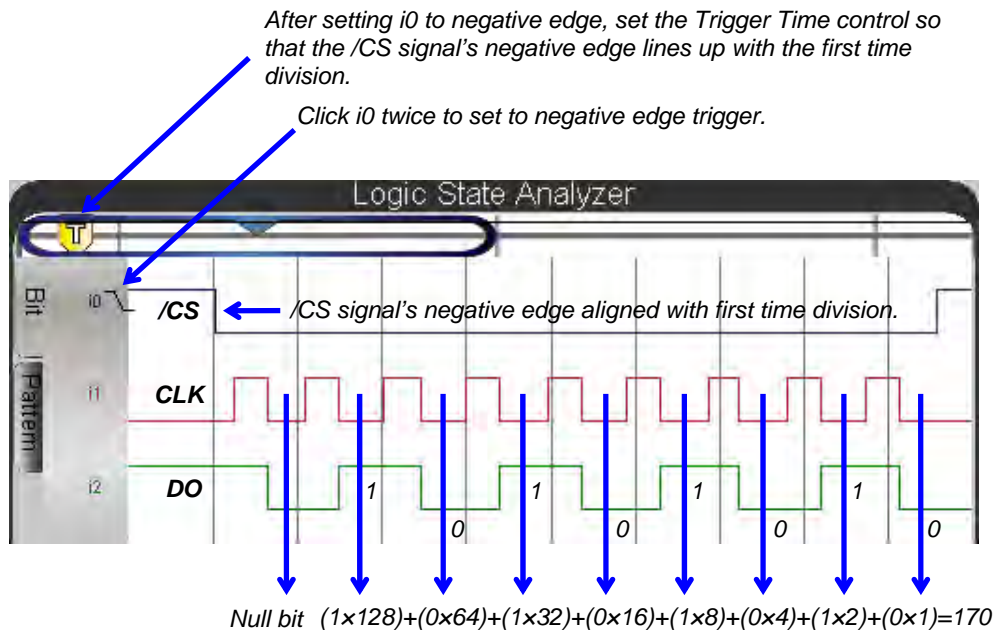 After setting i0 to negative edge, set the Trigger Time control so
that the /CS signal's negative edge lines up with the first time
division.
Click i0 twice to set to negative edge trigger.
Logic State Analyzer
T
Bit
Pattern
i0
/CS
/CS signal's negative edge aligned with first time division.
i1
CLK
i2
DO
1 1 1 1
0 0 0 0
Null bit (1×128)+(0×64)+(1×32)+(0×16)+(1×8)+(0×4)+(1×2)+(0×1)=170